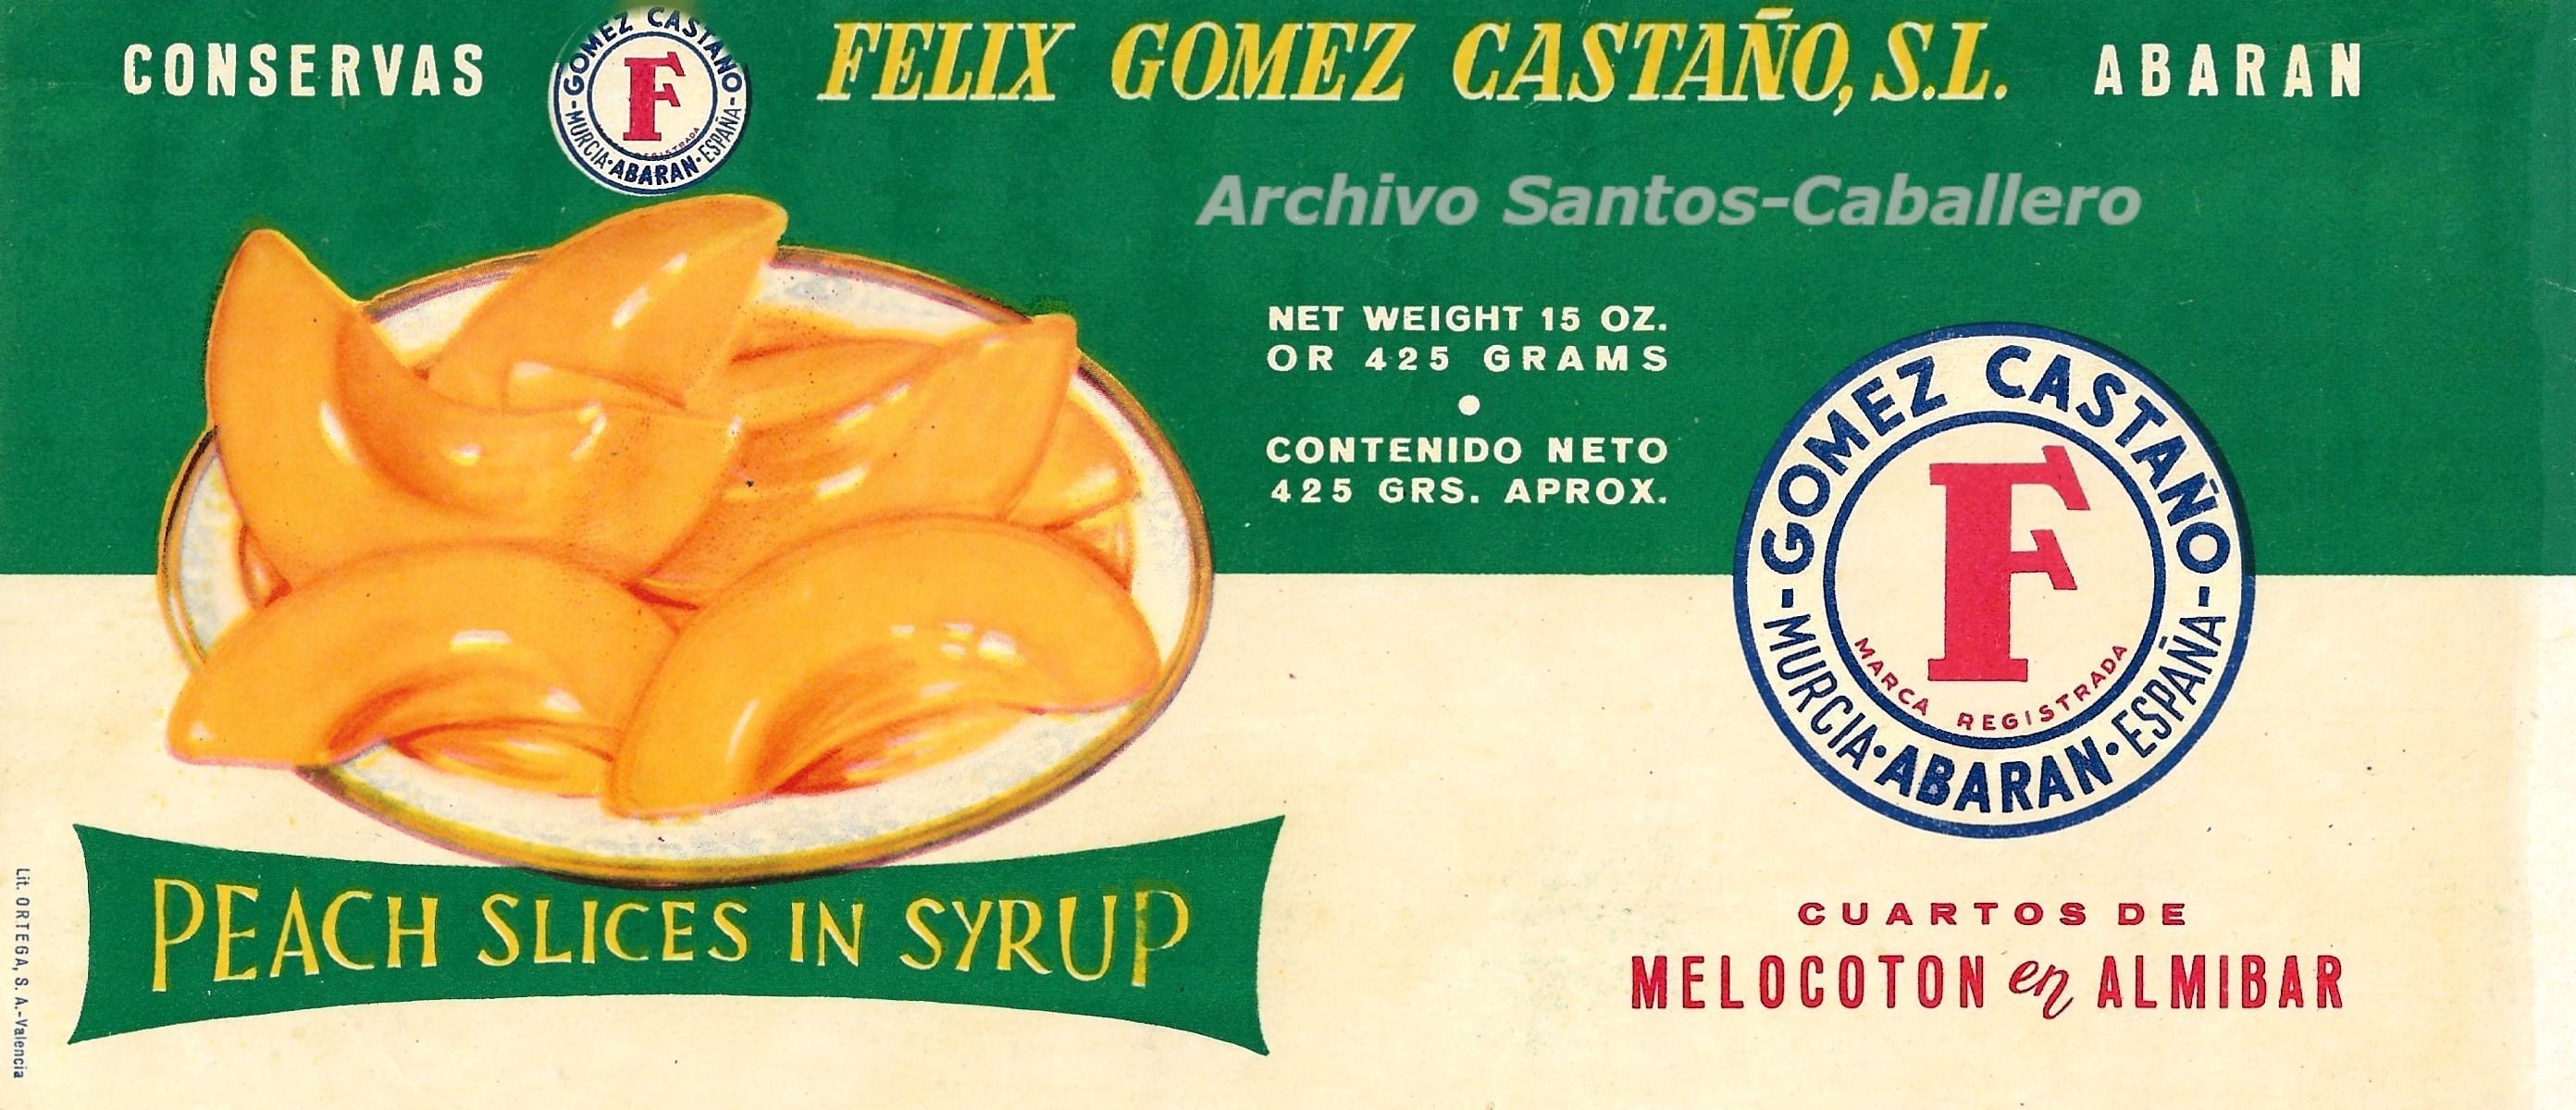 CONSERVAS
GOMEZ CASTAÑO
F
REGISTRADA
-MURCIA·ABARAN·ESPAÑA-
FELIX GOMEZ CASTAÑO, S.L.
ABARAN
Archivo Santos-Caballero
NET WEIGHT 15 OZ.
OR 425 GRAMS
CONTENIDO NETO
425 GRS. APROX.
GOMEZ CASTAÑO
F
MARCA REGISTRADA
-MURCIA·ABARAN·ESPAÑA-
PEACH SLICES IN SYRUP
CUARTOS DE
MELOCOTON en ALMIBAR
Lit. ORTEGA, S. A.-Valencia